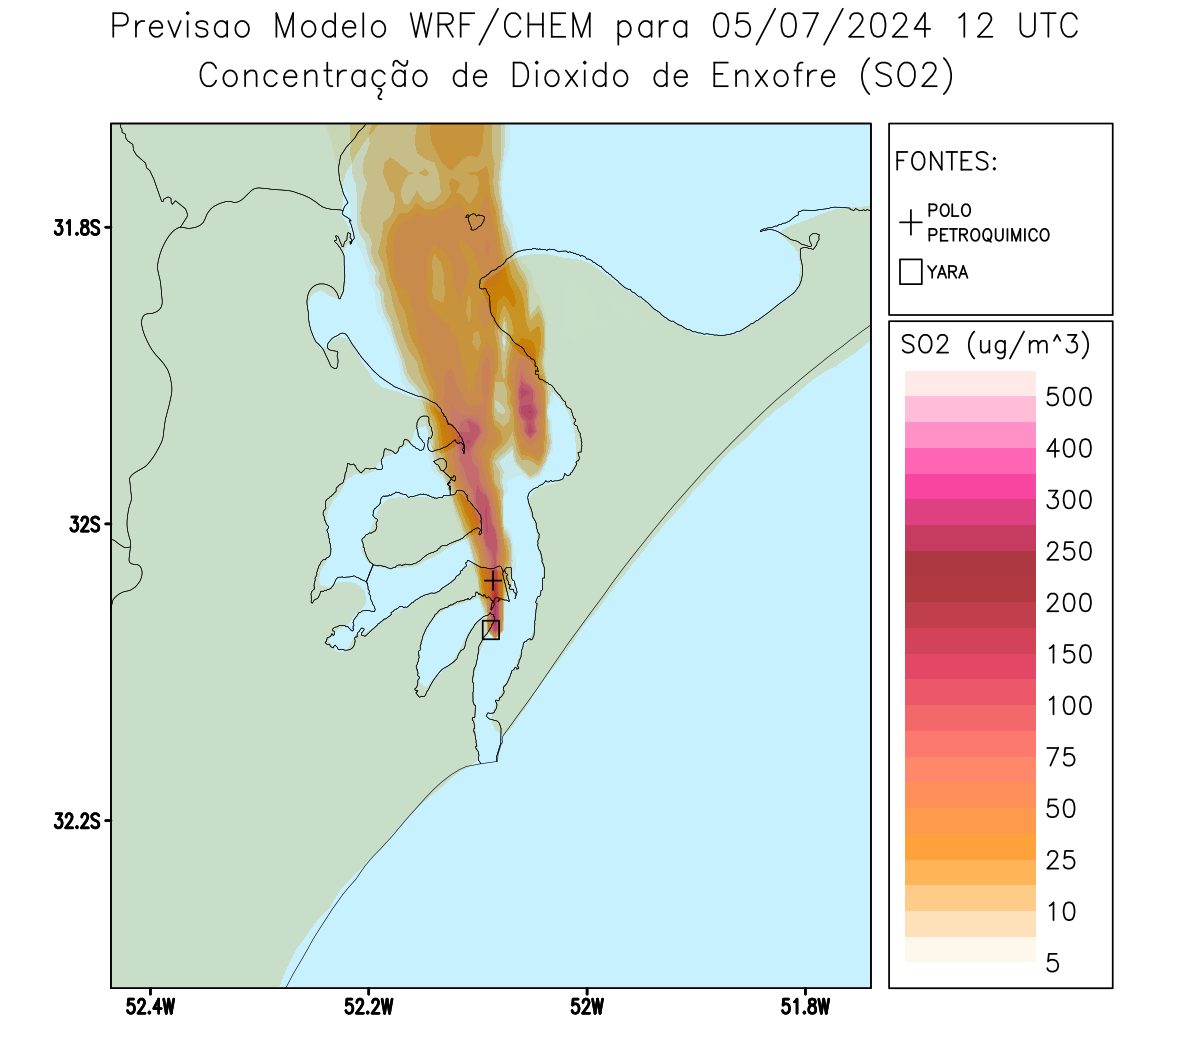 Previsao Modelo WRF/CHEM para 05/07/2024 12 UTC
Concentração de Dioxido de Enxofre (SO2)
FONTES:
POLO
PETROQUIMICO
YARA
SO2 (ug/m^3)
500
400
300
250
200
150
100
75
50
25
10
5
31.8S
32S
32.2S
52.4W
52.2W
52W
51.8W